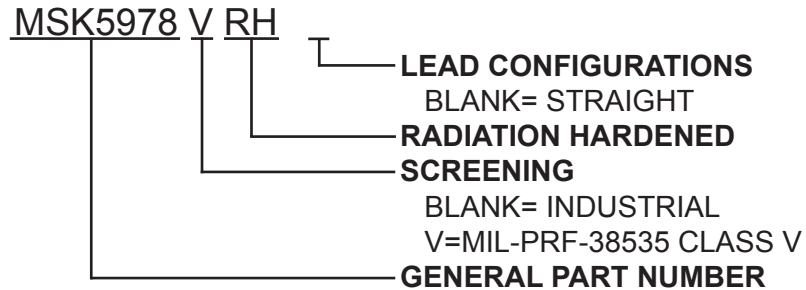 MSK5978 V RH _
LEAD CONFIGURATIONS
BLANK= STRAIGHT
RADIATION HARDENED
SCREENING
BLANK= INDUSTRIAL
V=MIL-PRF-38535 CLASS V
GENERAL PART NUMBER